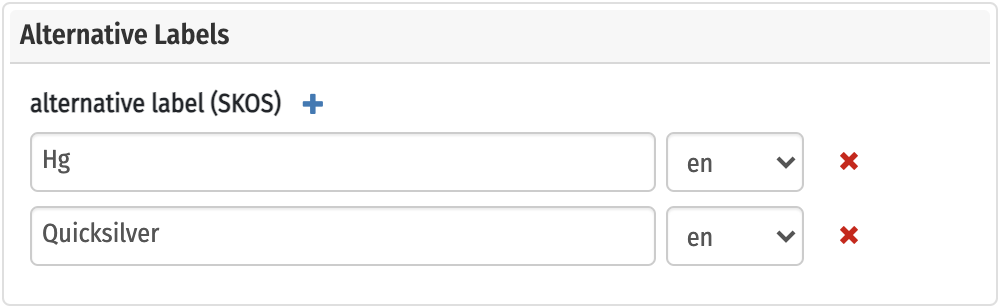 Alternative Labels
alternative label (SKOS)
Hg en
Quicksilver en